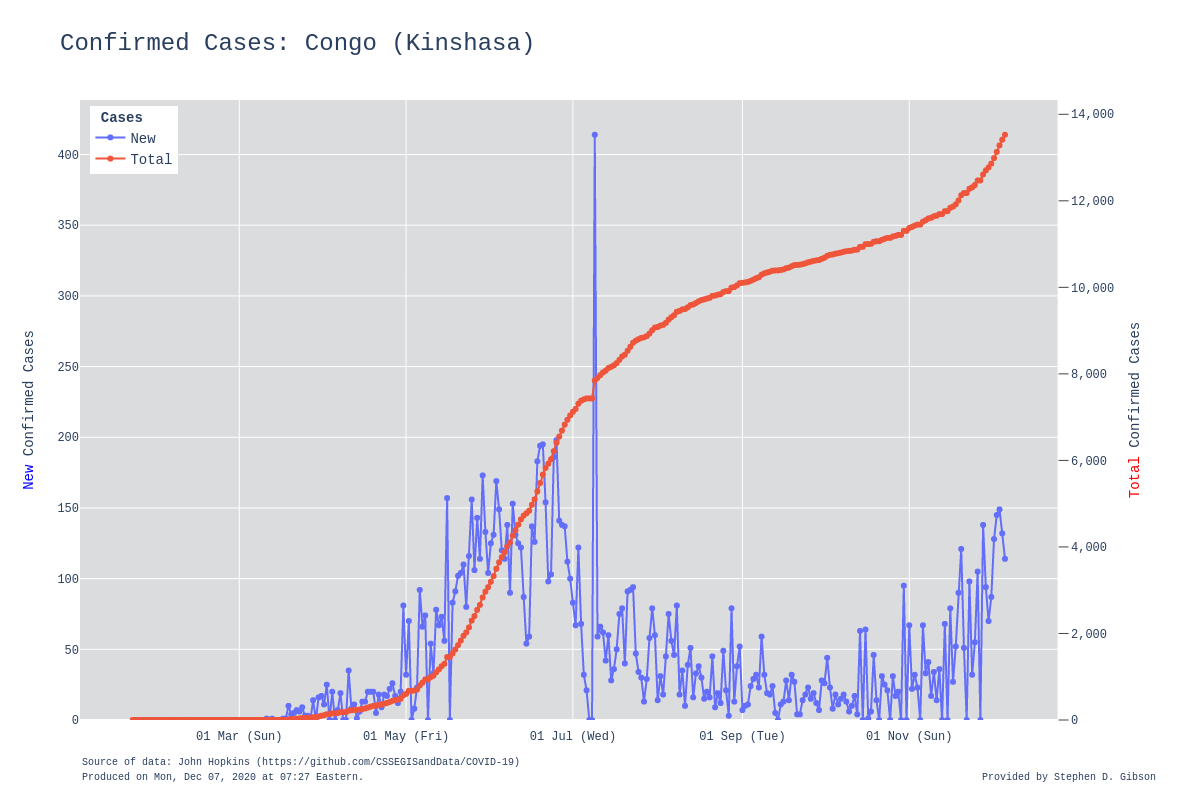 Confirmed Cases: Congo (Kinshasa)
Cases
New
Total
400
350
300
250
200
150
100
50
0
New Confirmed Cases
14,000
12,000
10,000
8,000
6,000
4,000
2,000
0
Total Confirmed Cases
01 Mar (Sun)
01 May (Fri)
01 Jul (Wed)
01 Sep (Tue)
01 Nov (Sun)
Source of data: John Hopkins (https://github.com/CSSEGISandData/COVID-19)
Produced on Mon, Dec 07, 2020 at 07:27 Eastern.
Provided by Stephen D. Gibson